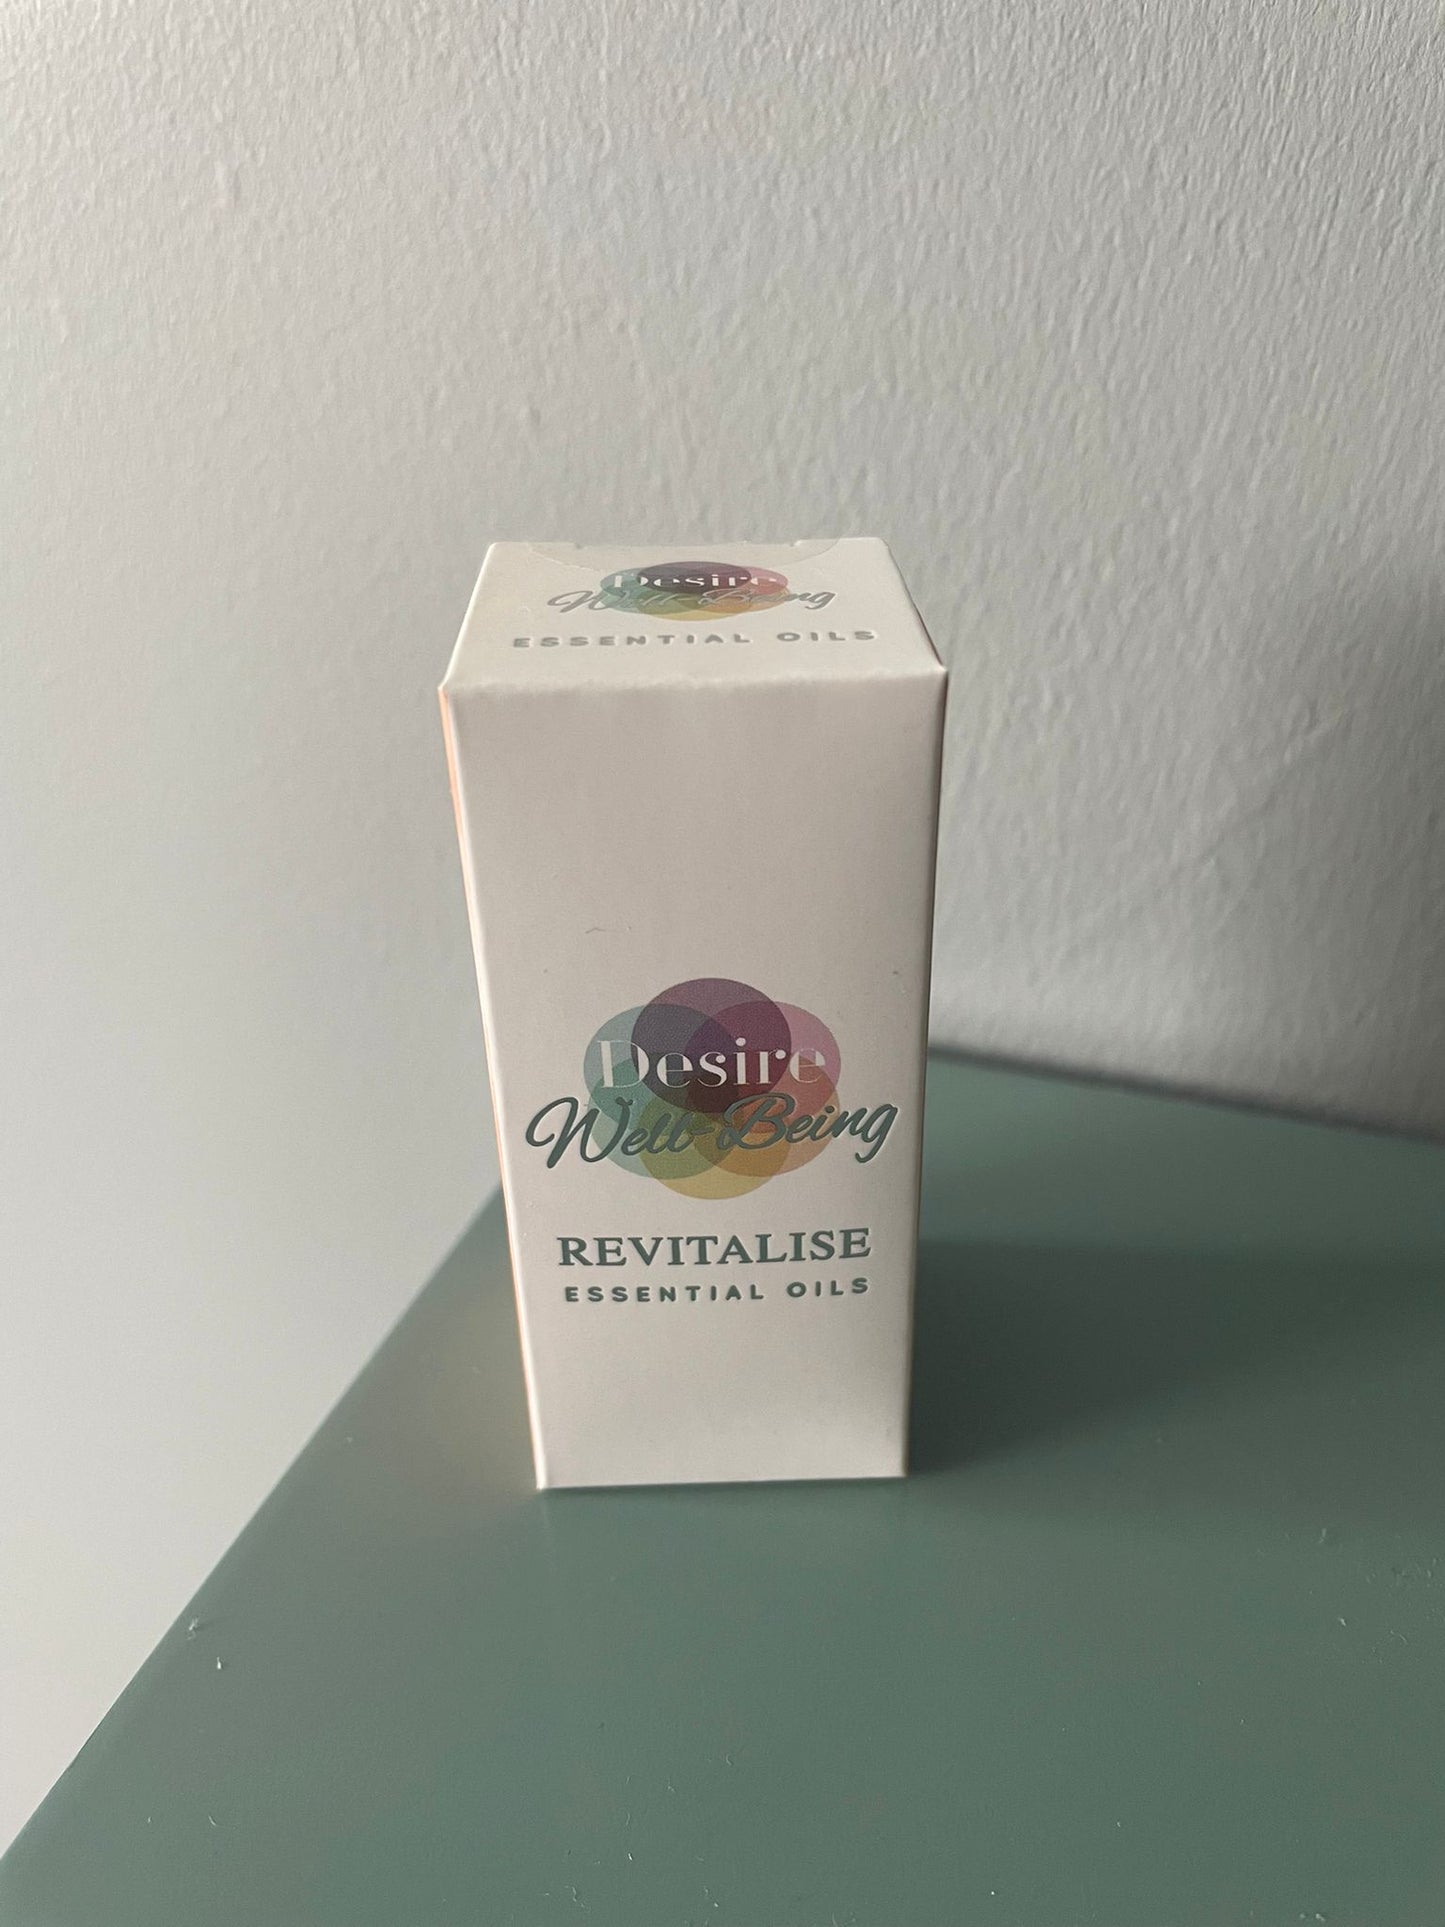 Desire
Well-Being
ESSENTIAL OILS
Desire
Well-Being
REVITALISE
ESSENTIAL OILS